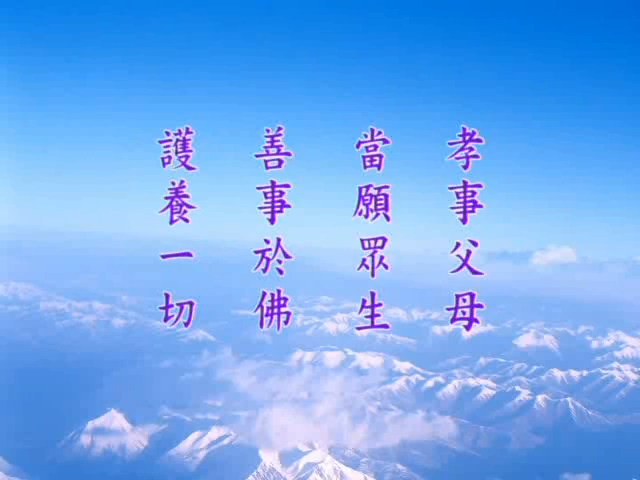 孝事父母
當願眾生
善事於佛
護養一切